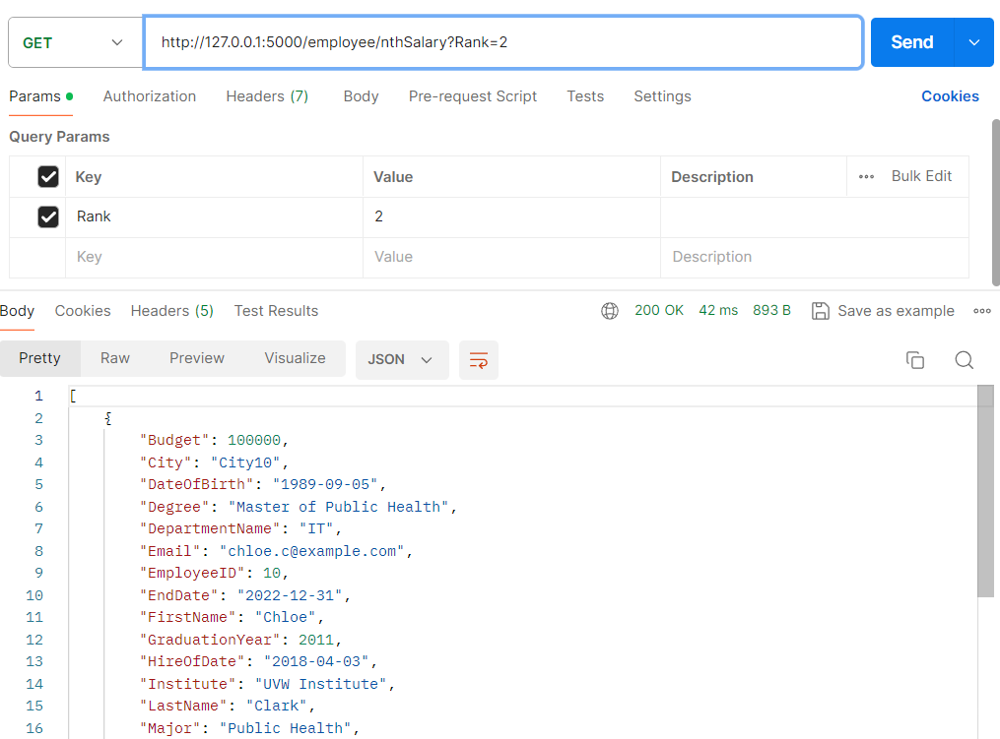 GET http://127.0.0.1:5000/employee/nthSalary?Rank=2 Send
Params Authorization Headers (7) Body Pre-request Script Tests Settings Cookies
Query Params
Key Value Description ••• Bulk Edit
Rank 2
Key Value Description
Body Cookies Headers (5) Test Results 200 OK 42 ms 893 B Save as example •••
Pretty Raw Preview Visualize JSON
1 [
2 {
3 "Budget": 100000,
4 "City": "City10",
5 "DateOfBirth": "1989-09-05",
6 "Degree": "Master of Public Health",
7 "DepartmentName": "IT",
8 "Email": "chloe.c@example.com",
9 "EmployeeID": 10,
10 "EndDate": "2022-12-31",
11 "FirstName": "Chloe",
12 "GraduationYear": 2011,
13 "HireOfDate": "2018-04-03",
14 "Institute": "UVW Institute",
15 "LastName": "Clark",
16 "Major": "Public Health",